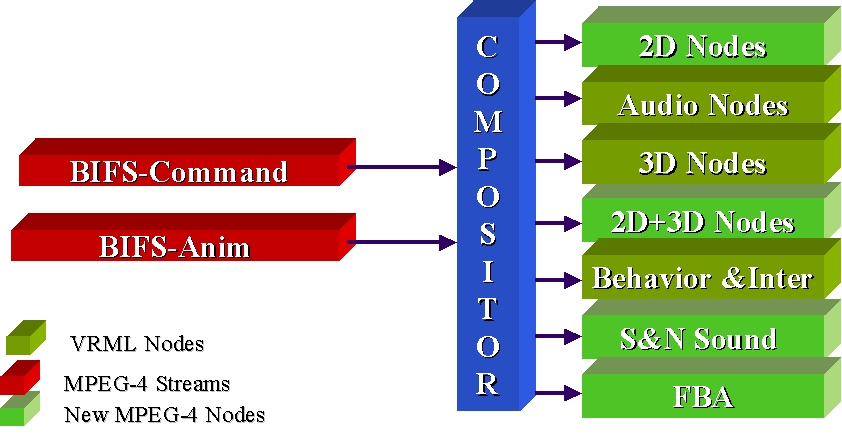 BIFS-Command
BIFS-Anim
COMPOSITOR
2D Nodes
Audio Nodes
3D Nodes
2D+3D Nodes
Behavior &Inter
S&N Sound
FBA
VRML Nodes
MPEG-4 Streams
New MPEG-4 Nodes